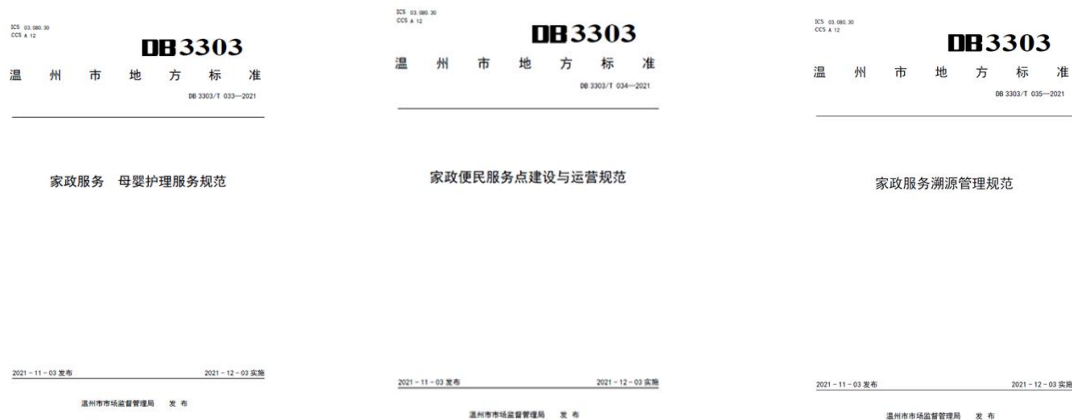 ICS 03.080.30
CCS A 12
DB3303
温州市地方标准
DB 3303/T 033—2021
家政服务 母婴护理服务规范
2021-11-03 发布 2021-12-03 实施
温州市市场监督管理局 发布
ICS 03.080.30
CCS A 12
DB3303
温州市地方标准
DB 3303/T 034—2021
家政便民服务点建设与运营规范
2021-11-03 发布 2021-12-03 实施
温州市市场监督管理局 发布
ICS 03.080.30
CCS A 12
DB3303
温州市地方标准
DB 3303/T 035—2021
家政服务溯源管理规范
2021-11-03 发布 2021-12-03 实施
温州市市场监督管理局 发布